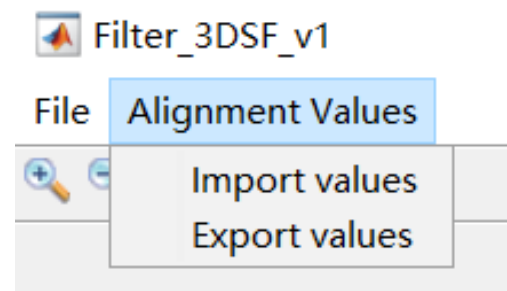 Filter_3DSF_v1
File Alignment Values
Import values
Export values